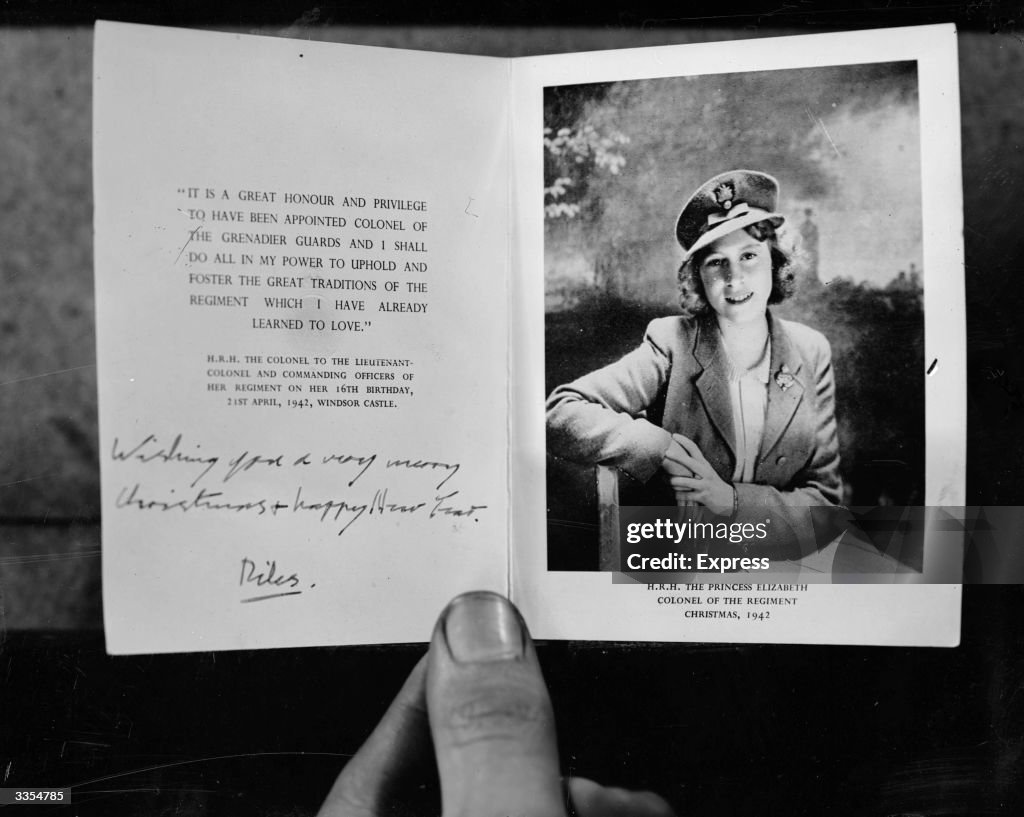 "IT IS A GREAT HONOUR AND PRIVILEGE
TO HAVE BEEN APPOINTED COLONEL OF
THE GRENADIER GUARDS AND I SHALL
DO ALL IN MY POWER TO UPHOLD AND
FOSTER THE GREAT TRADITIONS OF THE
REGIMENT WHICH I HAVE ALREADY
LEARNED TO LOVE."
H.R.H. THE COLONEL TO THE LIEUTENANT-
COLONEL AND COMMANDING OFFICERS OF
HER REGIMENT ON HER 16TH BIRTHDAY,
21ST APRIL, 1942, WINDSOR CASTLE.
Wishing you a very merry
Christmas & happy New Year.
H.R.H. THE PRINCESS ELIZABETH
COLONEL OF THE REGIMENT
CHRISTMAS, 1942
gettyimages
Credit: Express
3354785